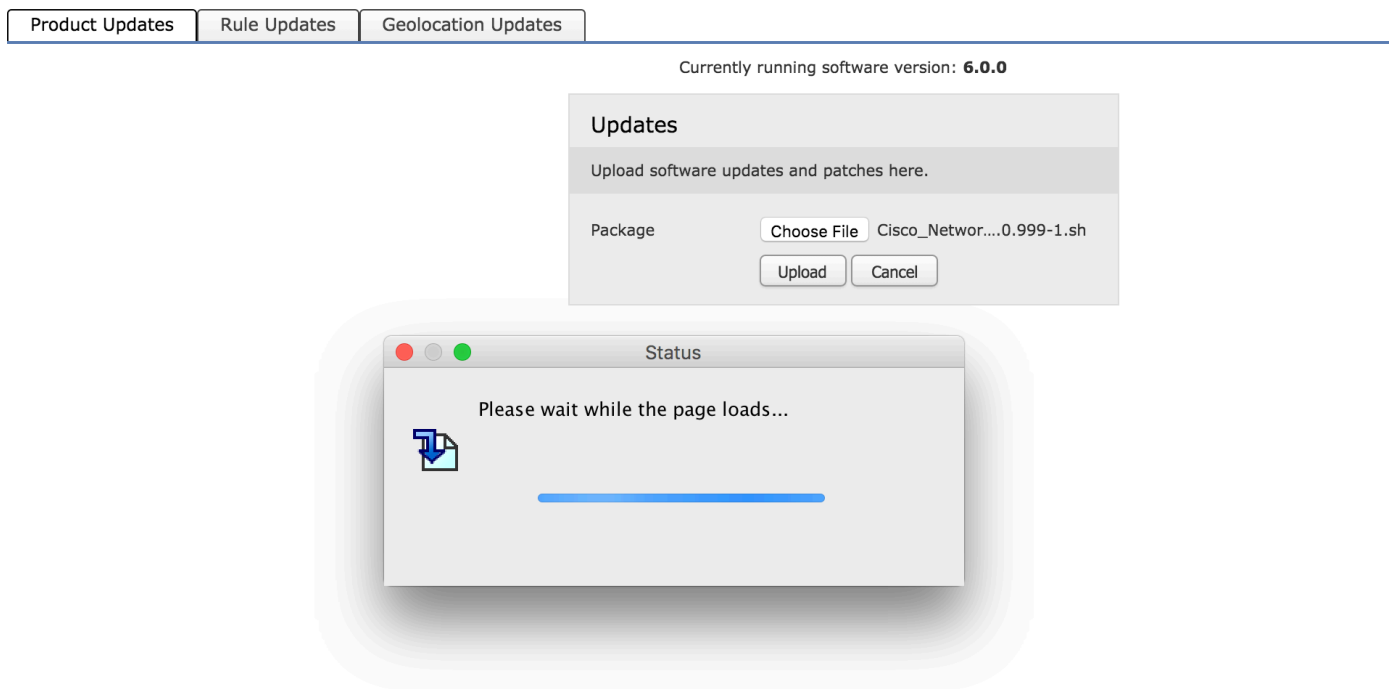 Product Updates Rule Updates Geolocation Updates
Currently running software version: 6.0.0
Updates
Upload software updates and patches here.
Package Choose File Cisco_Networ....0.999-1.sh
Upload Cancel
Status
Please wait while the page loads...